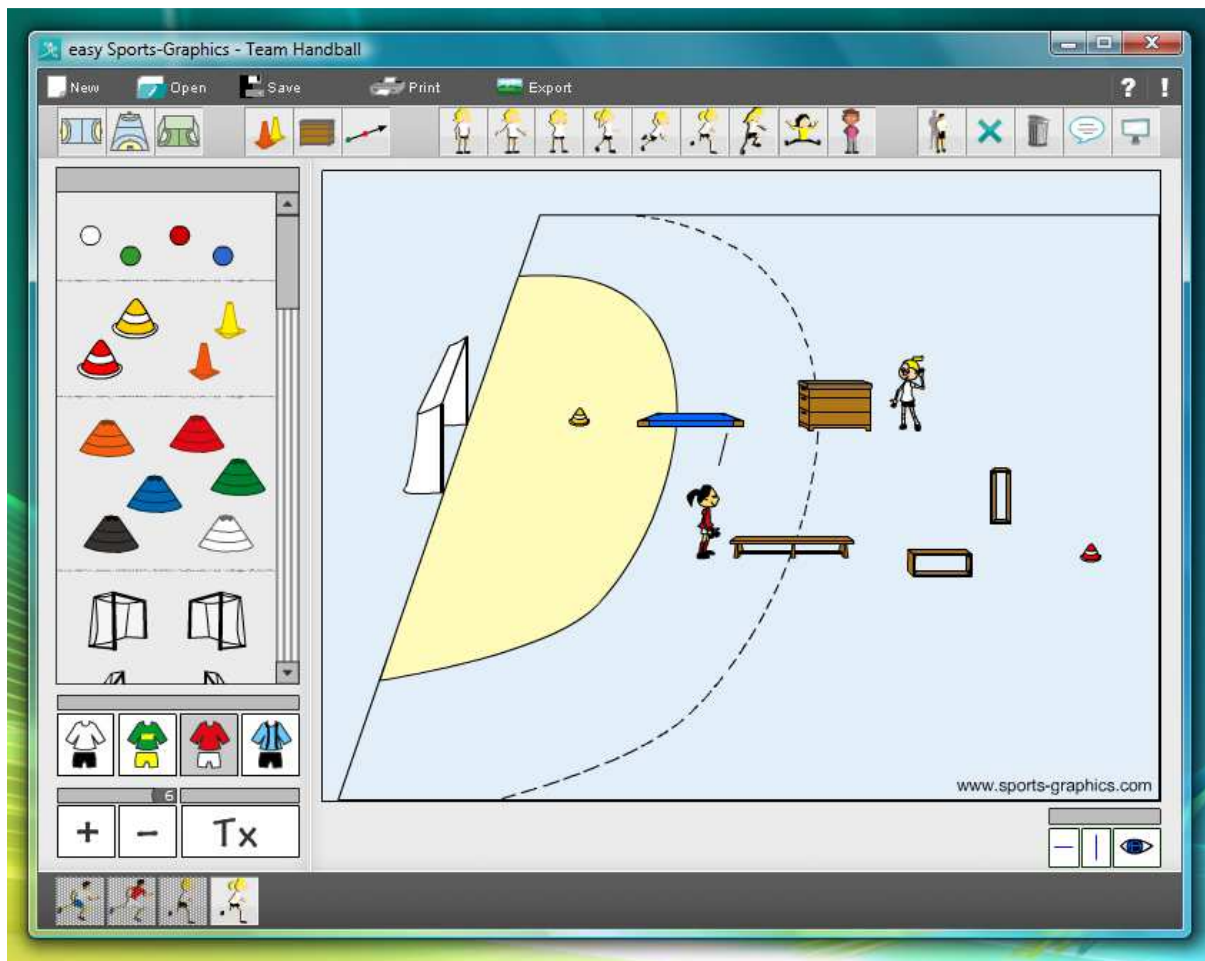 easy Sports-Graphics - Team Handball
New Open Save Print Export ? !
www.sports-graphics.com
6
+ - Tx